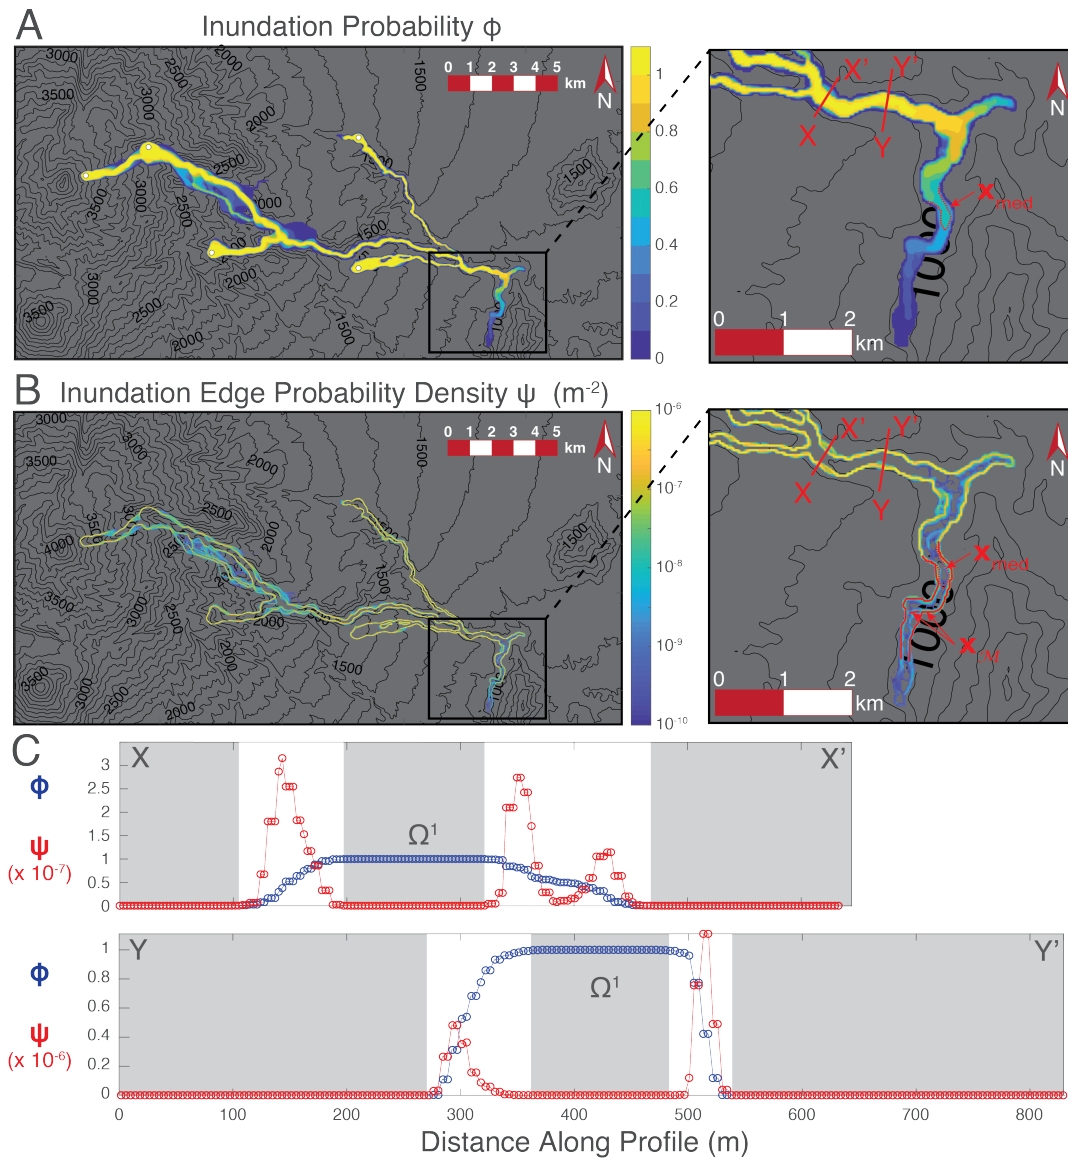 A
Inundation Probability ϕ
3000
2500
2000
1500
3500
3000
2000
2500
1500
3500
3000
2500
1500
2000
3000
3500
2500
2000
1500
0 1 2 3 4 5 km
N
1
0.8
0.6
0.4
0.2
0
X'
Y'
X
Y
N
x med
1000
0 1 2
km
B
Inundation Edge Probability Density ψ (m-2)
3000
3000
3500
2000
1500
2500
4000
2000
1500
1500
2000
3000
2500
2000
1500
3500
3000
2500
2000
0 1 2 3 4 5 km
N
10-6
10-7
10-8
10-9
10-10
X'
Y'
X
Y
N
x med
x M
0 1 2
km
C
X
X'
ϕ
ψ
(x 10-7)
3
2.5
2
1.5
1
0.5
0
Ω1
Y
Y'
ϕ
ψ
(x 10-6)
1
0.8
0.6
0.4
0.2
0
Ω1
0 100 200 300 400 500 600 700 800
Distance Along Profile (m)